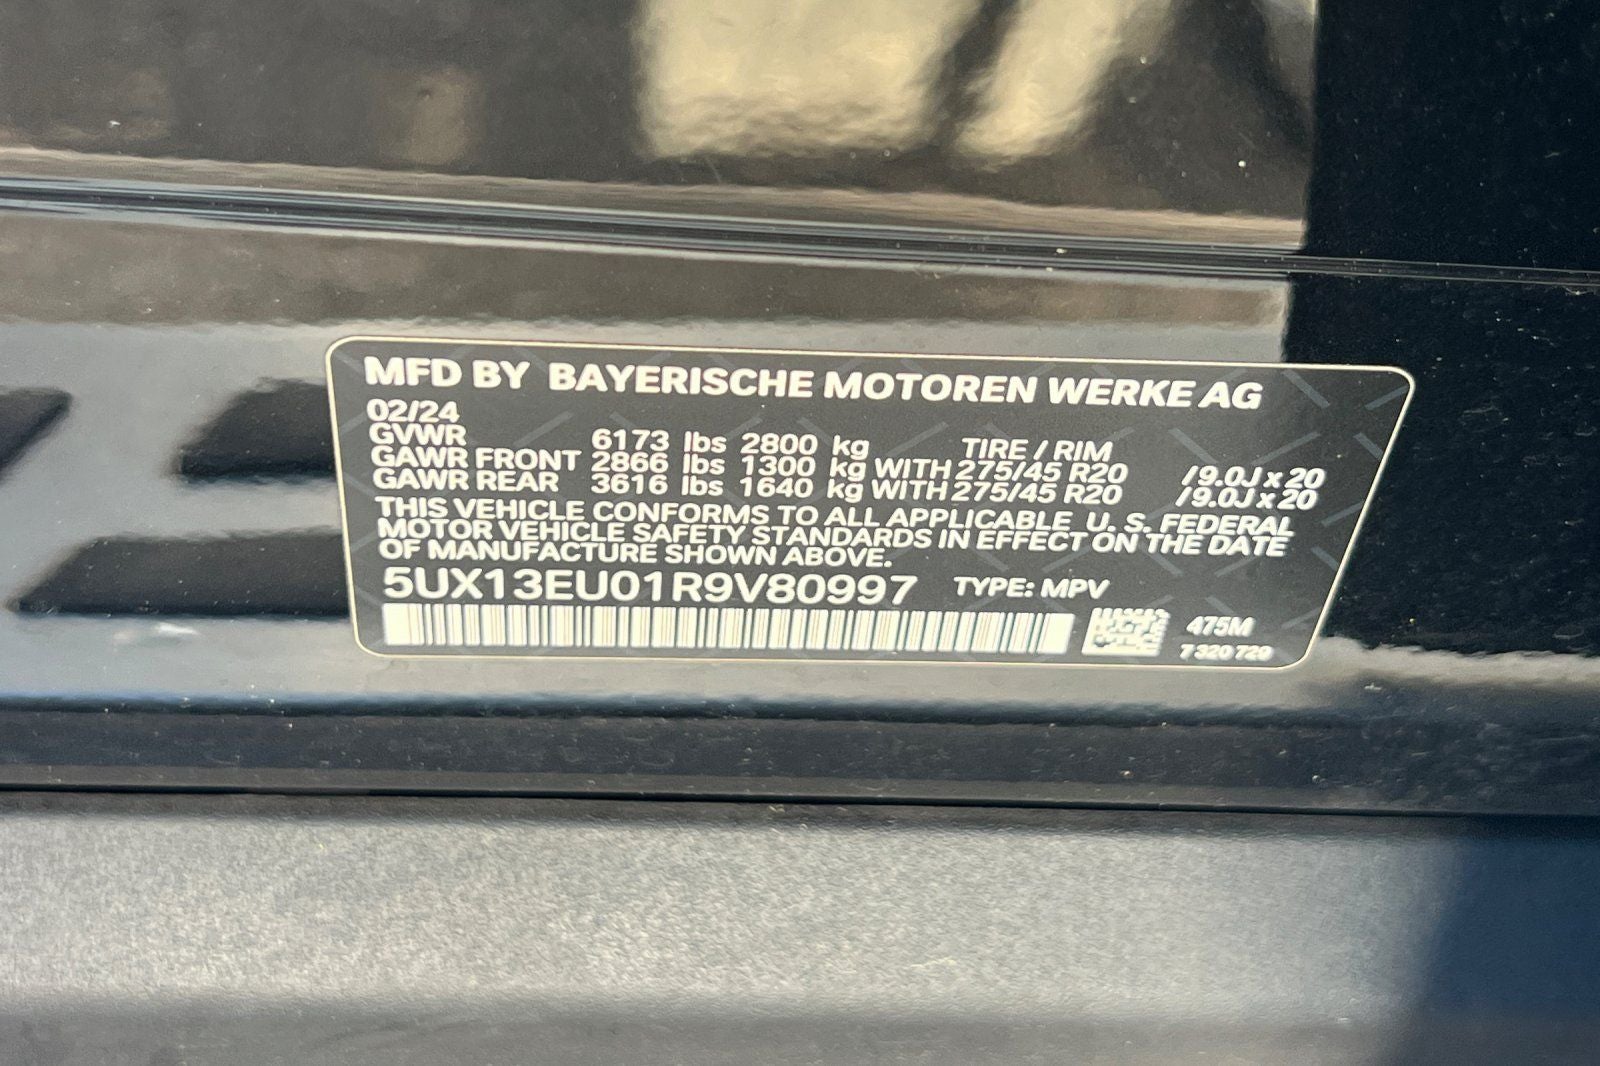 MFD BY BAYERISCHE MOTOREN WERKE AG
02/24
GVWR 6173 lbs 2800 kg TIRE / RIM
GAWR FRONT 2866 lbs 1300 kg WITH 275/45 R20 /9.0J x 20
GAWR REAR 3616 lbs 1640 kg WITH 275/45 R20 /9.0J x 20
THIS VEHICLE CONFORMS TO ALL APPLICABLE U. S. FEDERAL
MOTOR VEHICLE SAFETY STANDARDS IN EFFECT ON THE DATE
OF MANUFACTURE SHOWN ABOVE.
5UX13EU01R9V80997 TYPE: MPV
475M
7 320 720